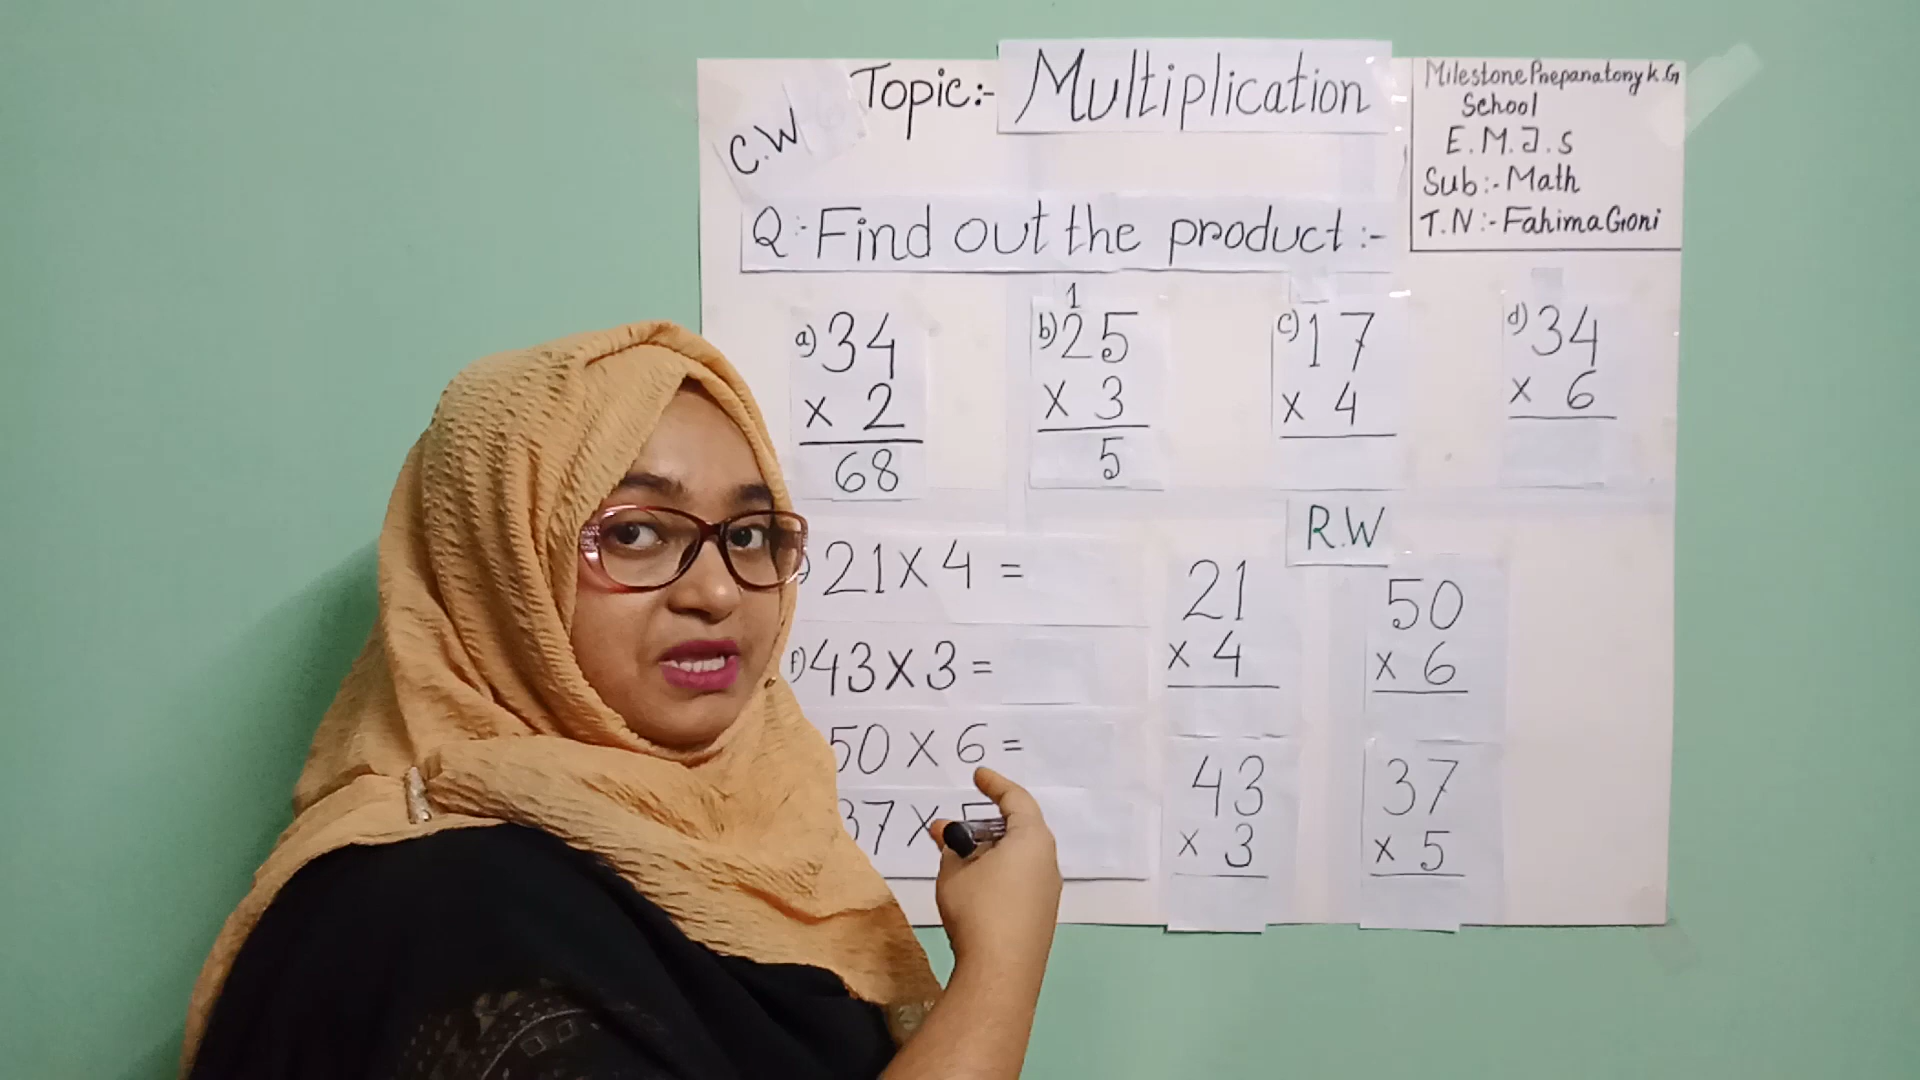 C.W
Topic:- Multiplication
Milestone Preparatory K.G
School
E.M.J.S
Sub:- Math
T.N:- Fahima Goni
Q:- Find out the product:-
a) 34
x 2
68
1
b) 25
x 3
5
c) 17
x 4
d) 34
x 6
21 x 4 =
f) 43 x 3 =
50 x 6 =
37 x 5
R.W
21
x 4
50
x 6
43
x 3
37
x 5